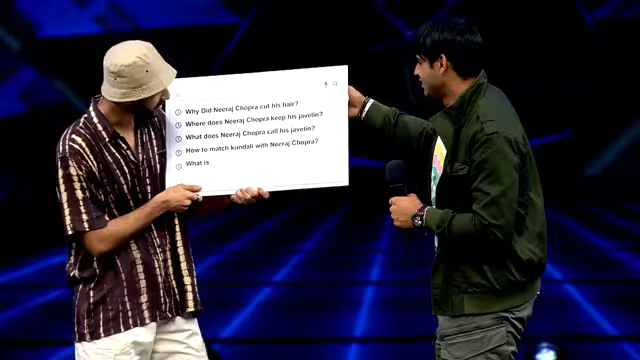 Why Did Neeraj Chopra cut his hair?
Where does Neeraj Chopra keep his javelin?
What does Neeraj Chopra call his javelin?
How to match kundali with Neeraj Chopra?
What is